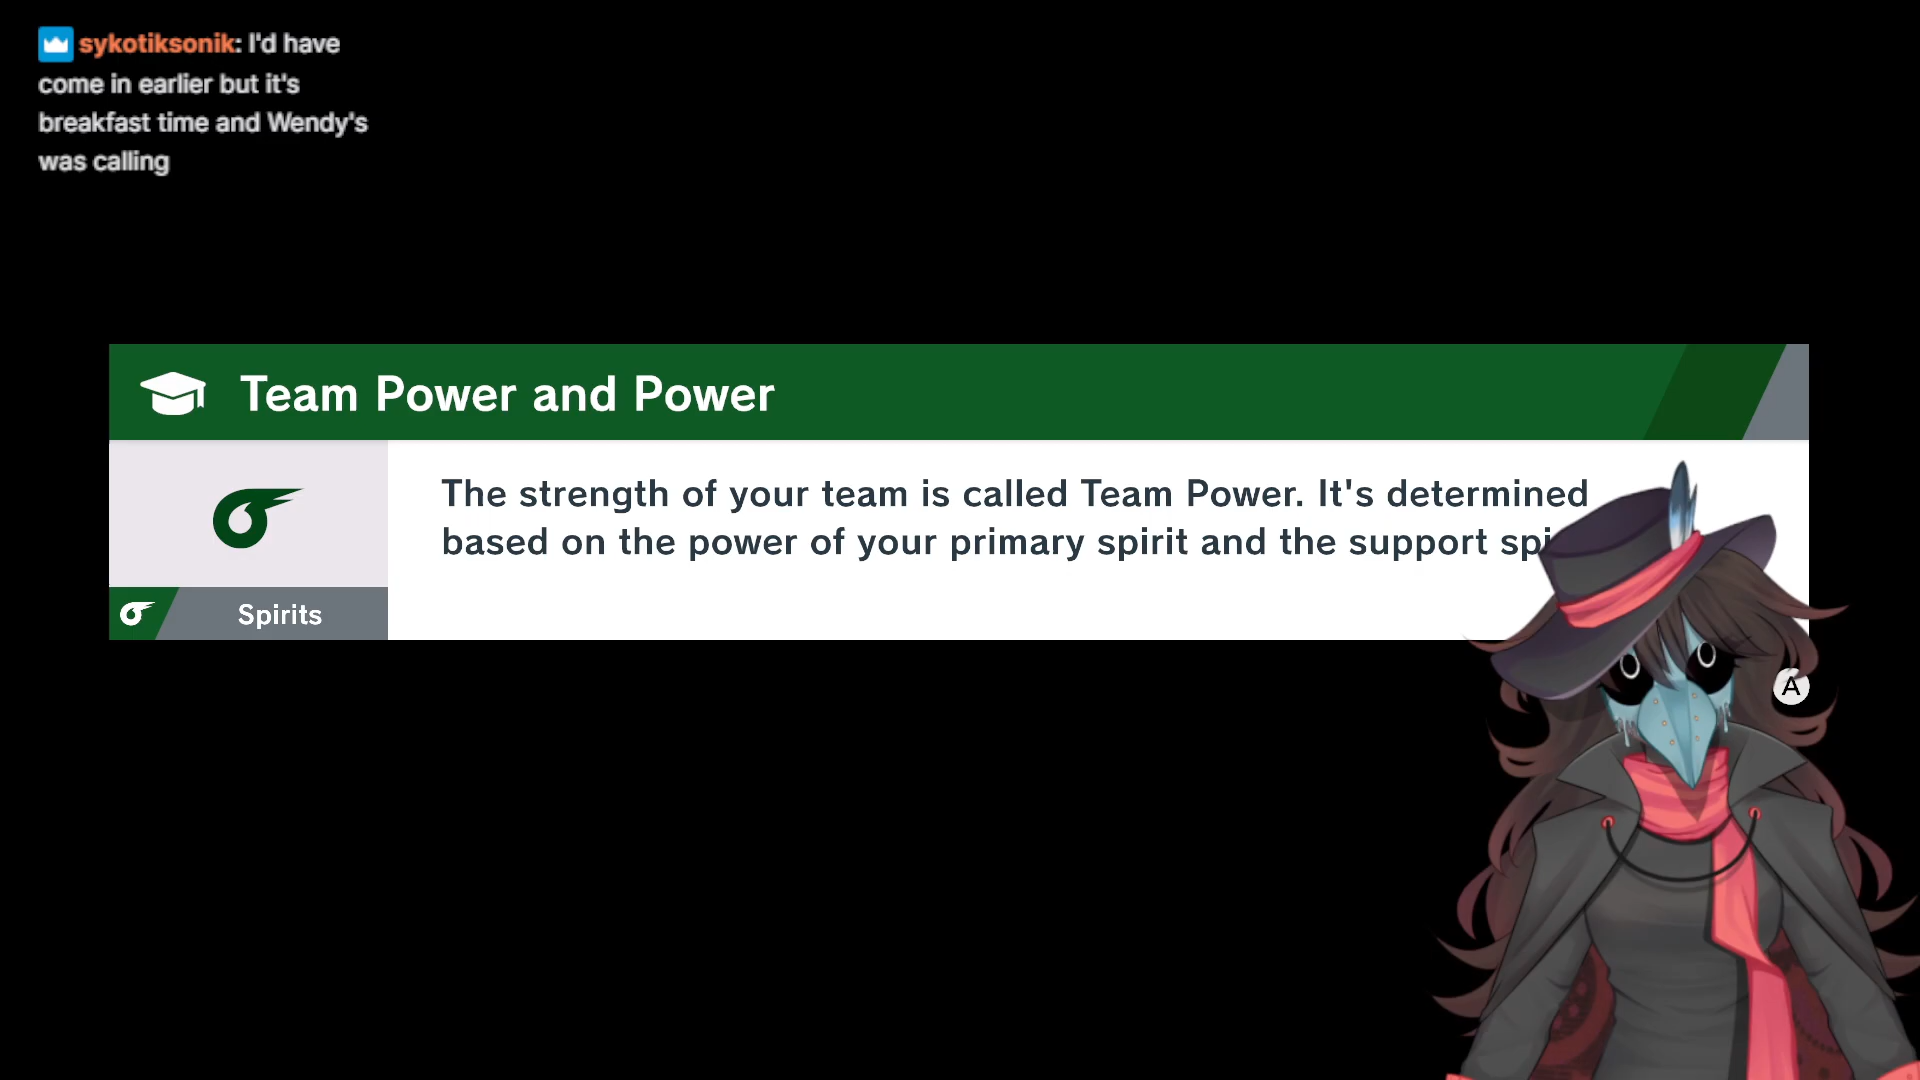 sykotiksonik: I'd have
come in earlier but it's
breakfast time and Wendy's
was calling
Team Power and Power
The strength of your team is called Team Power. It's determined
based on the power of your primary spirit and the support
Spirits
A